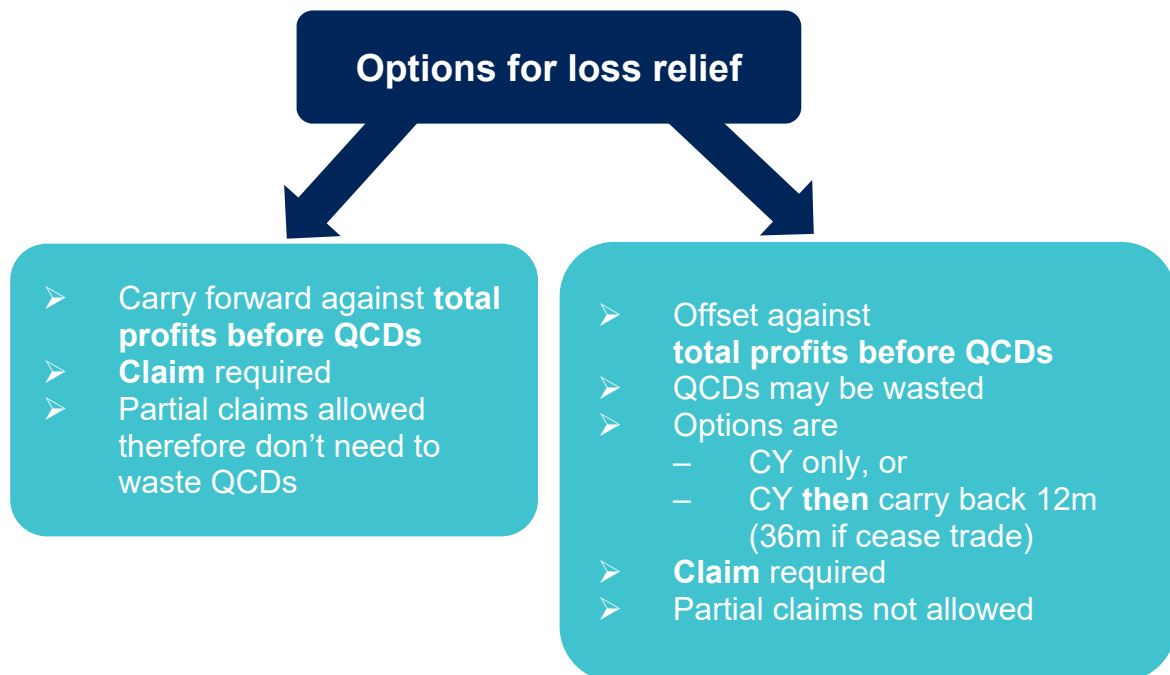 Options for loss relief
➢ Carry forward against total
profits before QCDs
➢ Claim required
➢ Partial claims allowed
therefore don’t need to
waste QCDs
➢ Offset against
total profits before QCDs
➢ QCDs may be wasted
➢ Options are
– CY only, or
– CY then carry back 12m
(36m if cease trade)
➢ Claim required
➢ Partial claims not allowed